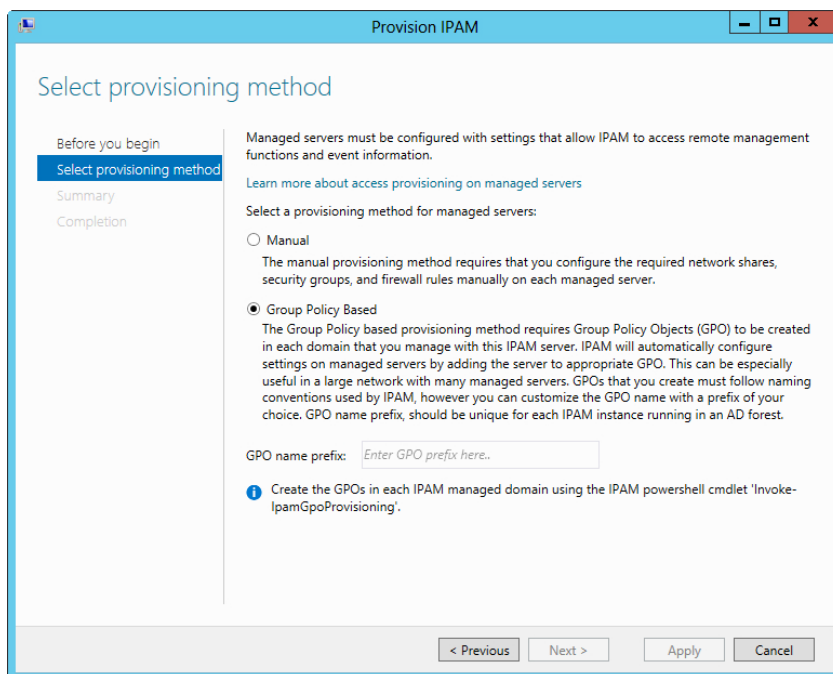 Provision IPAM
Select provisioning method
Before you begin
Select provisioning method
Summary
Completion
Managed servers must be configured with settings that allow IPAM to access remote management
functions and event information.
Learn more about access provisioning on managed servers
Select a provisioning method for managed servers:
Manual
The manual provisioning method requires that you configure the required network shares,
security groups, and firewall rules manually on each managed server.
Group Policy Based
The Group Policy based provisioning method requires Group Policy Objects (GPO) to be created
in each domain that you manage with this IPAM server. IPAM will automatically configure
settings on managed servers by adding the server to appropriate GPO. This can be especially
useful in a large network with many managed servers. GPOs that you create must follow naming
conventions used by IPAM, however you can customize the GPO name with a prefix of your
choice. GPO name prefix, should be unique for each IPAM instance running in an AD forest.
GPO name prefix: Enter GPO prefix here..
Create the GPOs in each IPAM managed domain using the IPAM powershell cmdlet 'Invoke-
IpamGpoProvisioning'.
< Previous Next > Apply Cancel